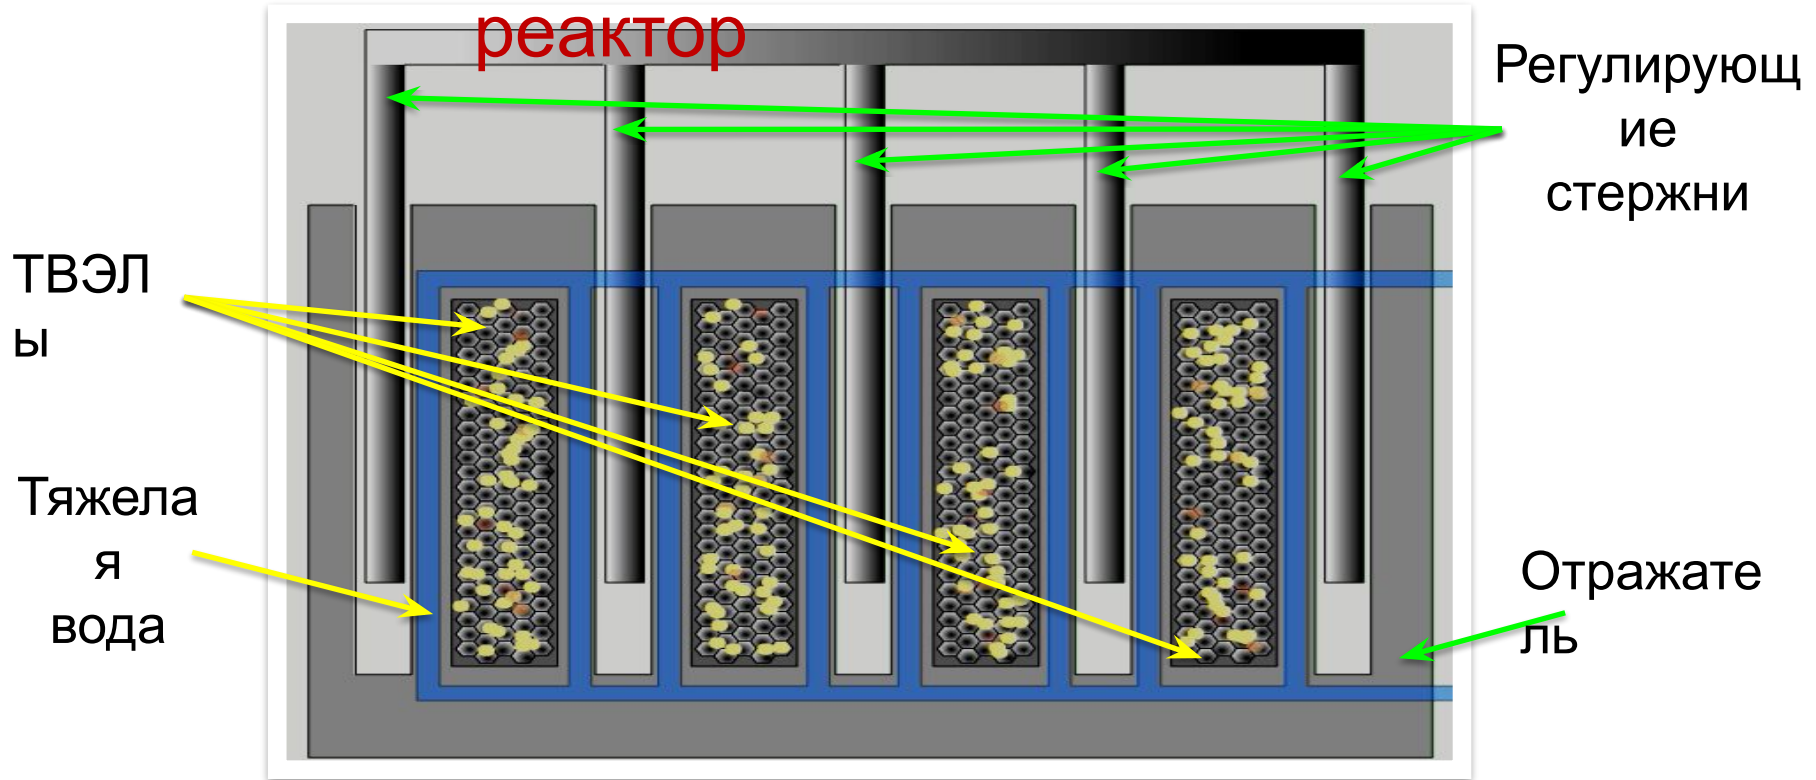 реактор
Регулирующ
ие
стержни
ТВЭЛ
ы
Тяжела
я
вода
Отражате
ль